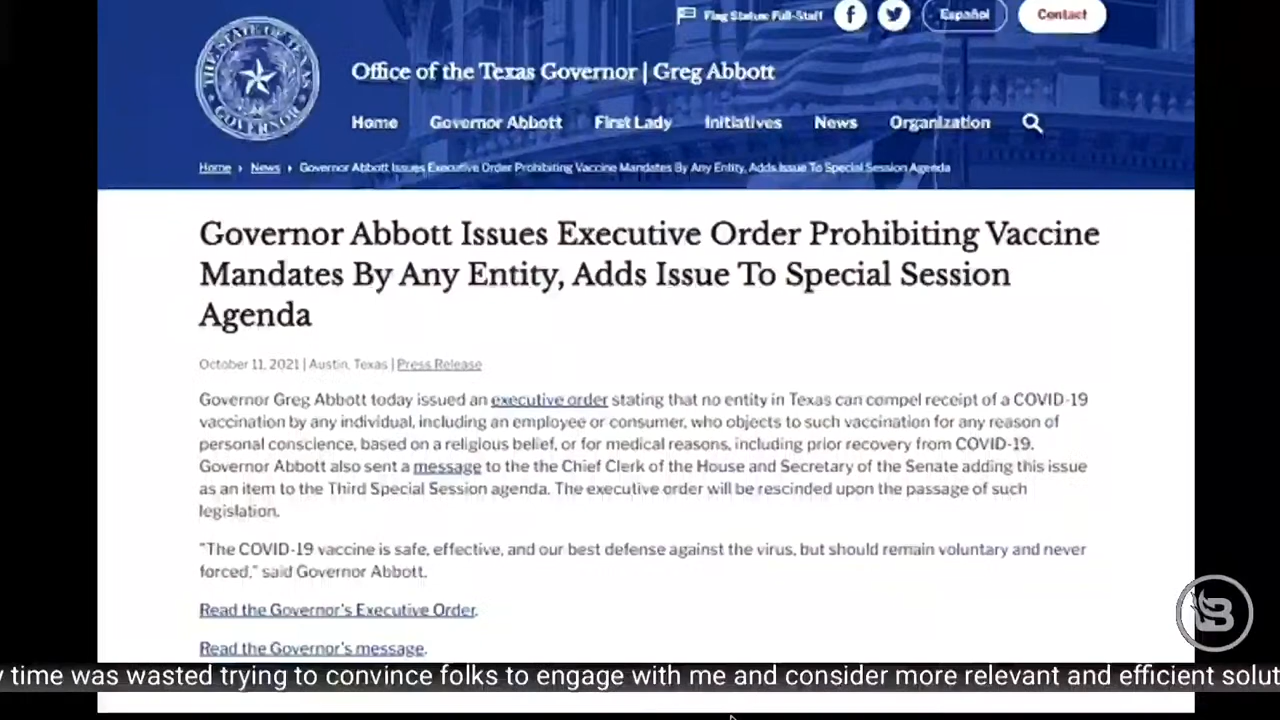 Flag Status: Full-Staff
Español
Contact
THE STATE OF TEXAS
GOVERNOR
Office of the Texas Governor | Greg Abbott
Home Governor Abbott First Lady Initiatives News Organization
Home › News › Governor Abbott Issues Executive Order Prohibiting Vaccine Mandates By Any Entity, Adds Issue To Special Session Agenda
Governor Abbott Issues Executive Order Prohibiting Vaccine
Mandates By Any Entity, Adds Issue To Special Session
Agenda
October 11, 2021 | Austin, Texas | Press Release
Governor Greg Abbott today issued an executive order stating that no entity in Texas can compel receipt of a COVID-19
vaccination by any individual, including an employee or consumer, who objects to such vaccination for any reason of
personal conscience, based on a religious belief, or for medical reasons, including prior recovery from COVID-19.
Governor Abbott also sent a message to the the Chief Clerk of the House and Secretary of the Senate adding this issue
as an item to the Third Special Session agenda. The executive order will be rescinded upon the passage of such
legislation.
"The COVID-19 vaccine is safe, effective, and our best defense against the virus, but should remain voluntary and never
forced," said Governor Abbott.
Read the Governor's Executive Order.
Read the Governor's message.
y time was wasted trying to convince folks to engage with me and consider more relevant and efficient solut